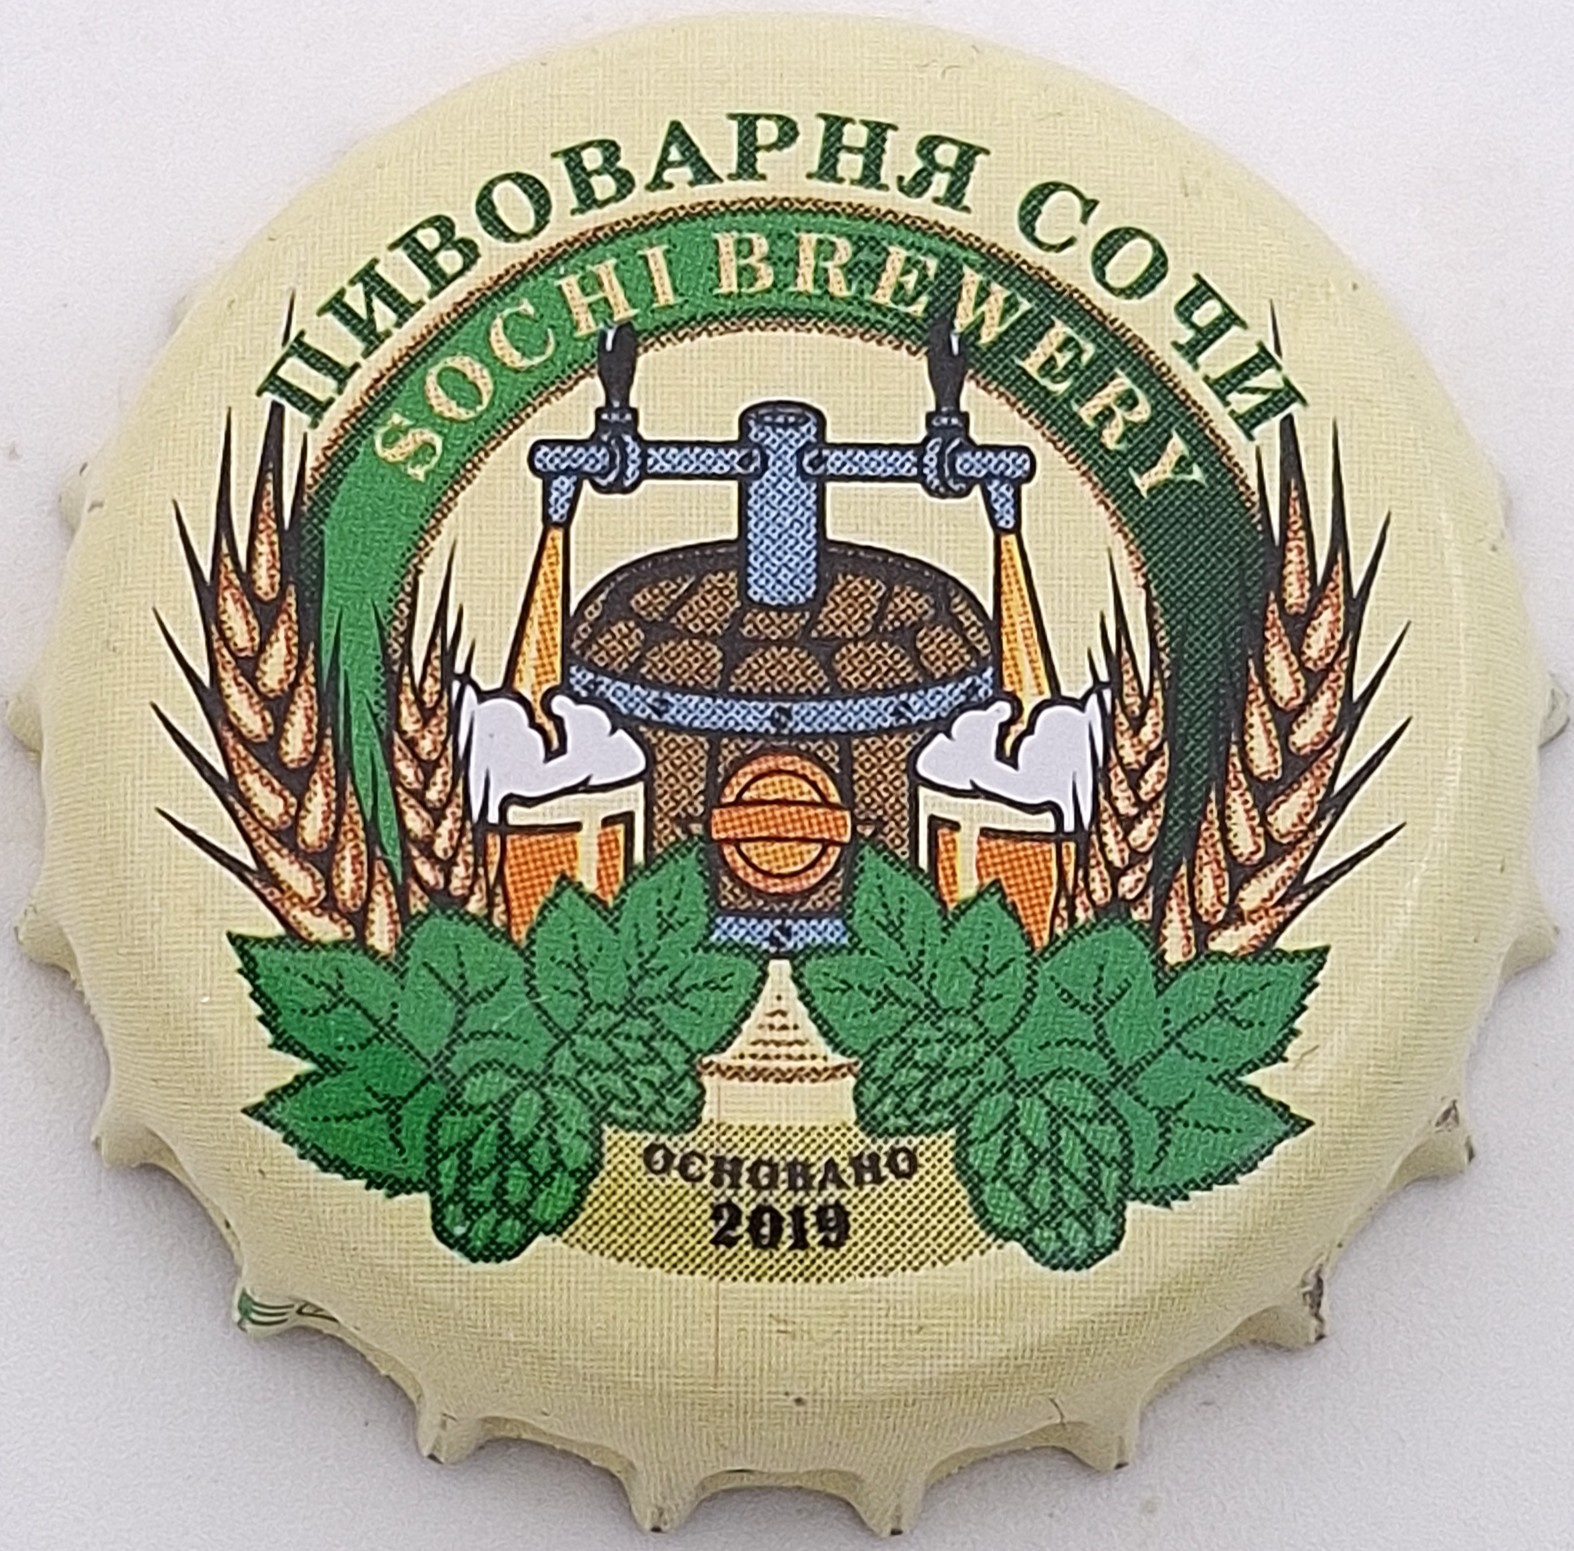 ПИВОВАРНЯ СОЧИ
SOCHI BREWERY
ОСНОВАНО
2019